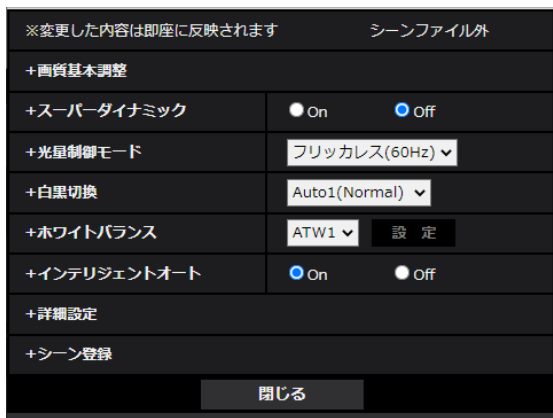 ※変更した内容は即座に反映されます シーンファイル外
+画質基本調整
+スーパーダイナミック On Off
+光量制御モード フリッカレス(60Hz)
+白黒切換 Auto1(Normal)
+ホワイトバランス ATW1 設 定
+インテリジェントオート On Off
+詳細設定
+シーン登録
閉じる